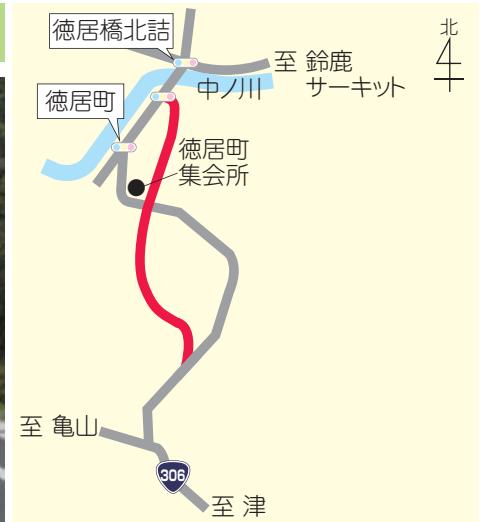 徳居橋北詰
北
至 鈴鹿
サーキット
中ノ川
徳居町
徳居町
集会所
至 亀山
306
至 津